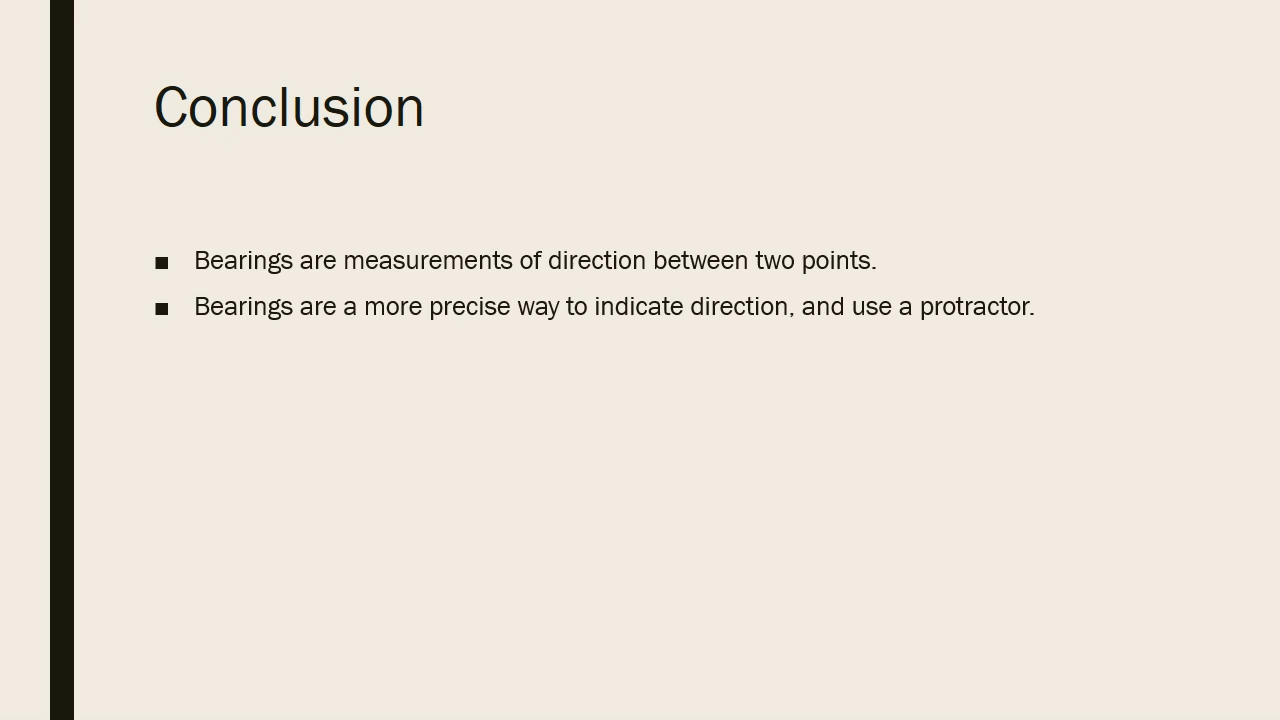 Conclusion
■ Bearings are measurements of direction between two points.
■ Bearings are a more precise way to indicate direction, and use a protractor.